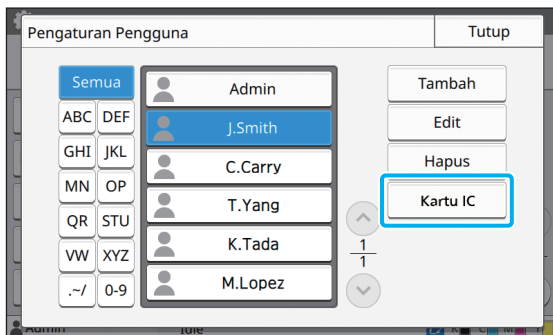 Pengaturan Pengguna
Tutup
Semua
ABC DEF
GHI JKL
MN OP
QR STU
VW XYZ
.~/ 0-9
Admin
J.Smith
C.Carry
T.Yang
K.Tada
M.Lopez
1
1
Tambah
Edit
Hapus
Kartu IC
Admin
Idle
K C M Y